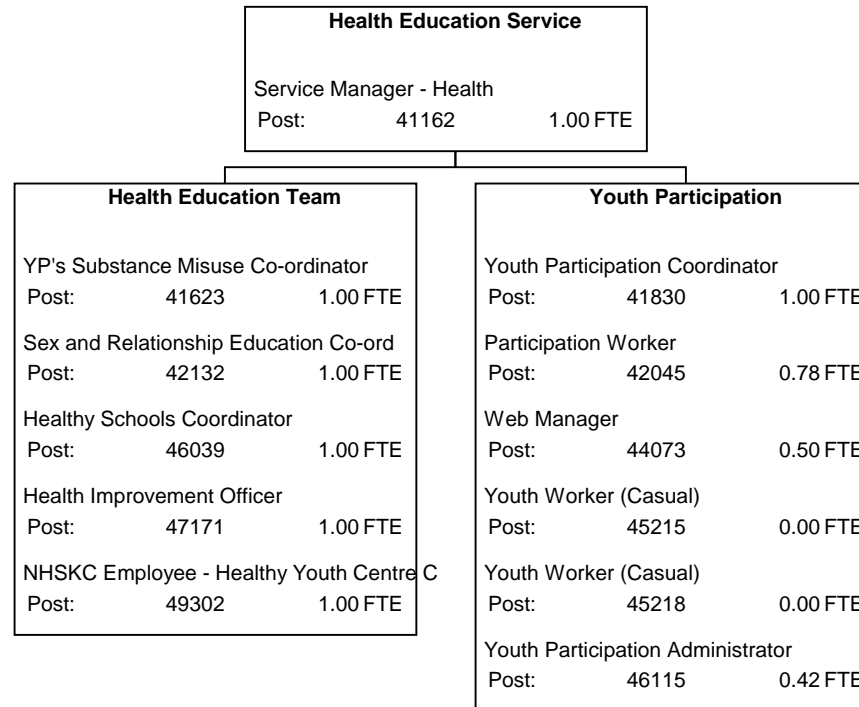 Health Education Service
Service Manager - Health
Post: 41162 1.00 FTE
Health Education Team
YP's Substance Misuse Co-ordinator
Post: 41623 1.00 FTE
Sex and Relationship Education Co-ord
Post: 42132 1.00 FTE
Healthy Schools Coordinator
Post: 46039 1.00 FTE
Health Improvement Officer
Post: 47171 1.00 FTE
NHSKC Employee - Healthy Youth Centre C
Post: 49302 1.00 FTE
Youth Participation
Youth Participation Coordinator
Post: 41830 1.00 FTE
Participation Worker
Post: 42045 0.78 FTE
Web Manager
Post: 44073 0.50 FTE
Youth Worker (Casual)
Post: 45215 0.00 FTE
Youth Worker (Casual)
Post: 45218 0.00 FTE
Youth Participation Administrator
Post: 46115 0.42 FTE